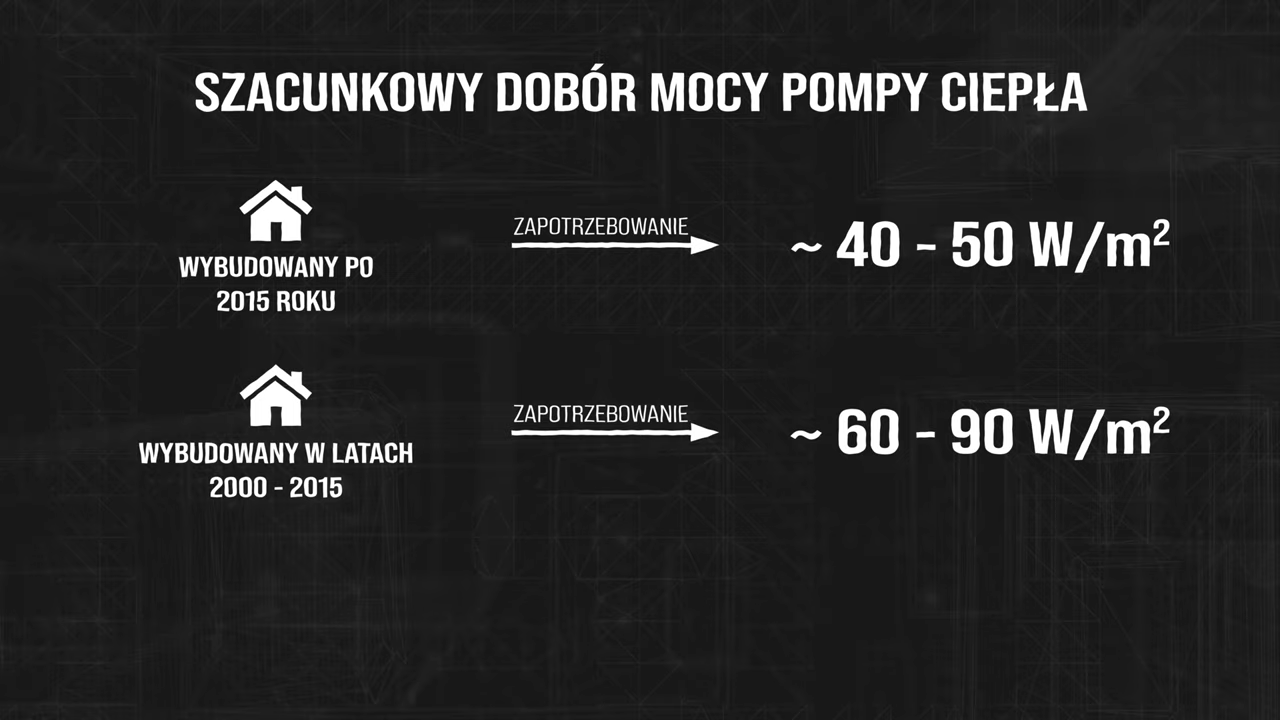 SZACUNKOWY DOBÓR MOCY POMPY CIEPŁA
WYBUDOWANY PO
2015 ROKU
ZAPOTRZEBOWANIE
~ 40 - 50 W/m²
WYBUDOWANY W LATACH
2000 - 2015
ZAPOTRZEBOWANIE
~ 60 - 90 W/m²